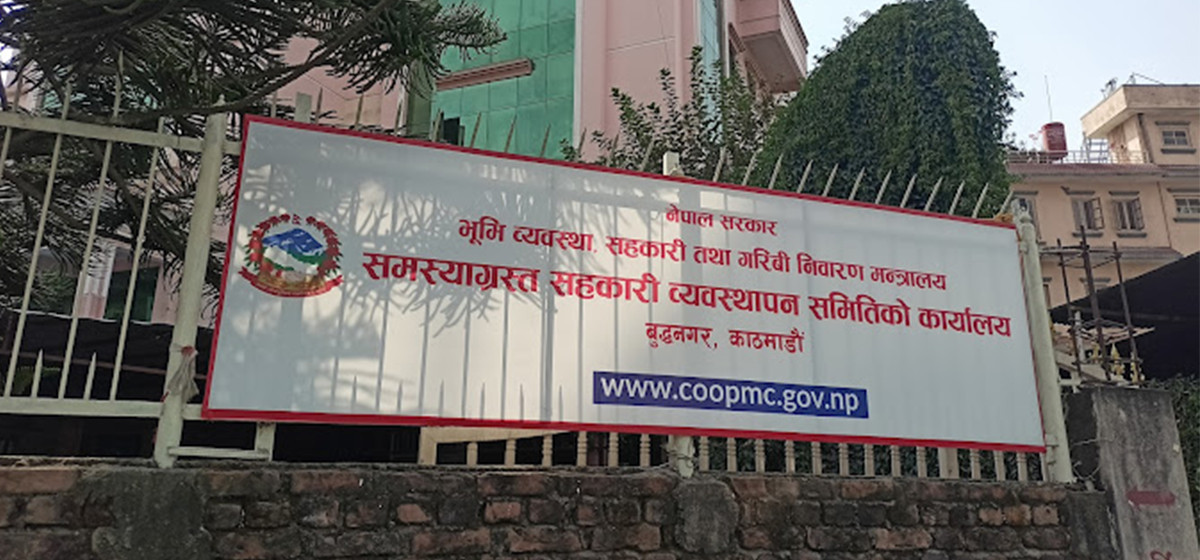 नेपाल सरकार
भूमि व्यवस्था, सहकारी तथा गरिबी निवारण मन्त्रालय
समस्याग्रस्त सहकारी व्यवस्थापन समितिको कार्यालय
बुद्धनगर, काठमाडौं
www.coopmc.gov.np